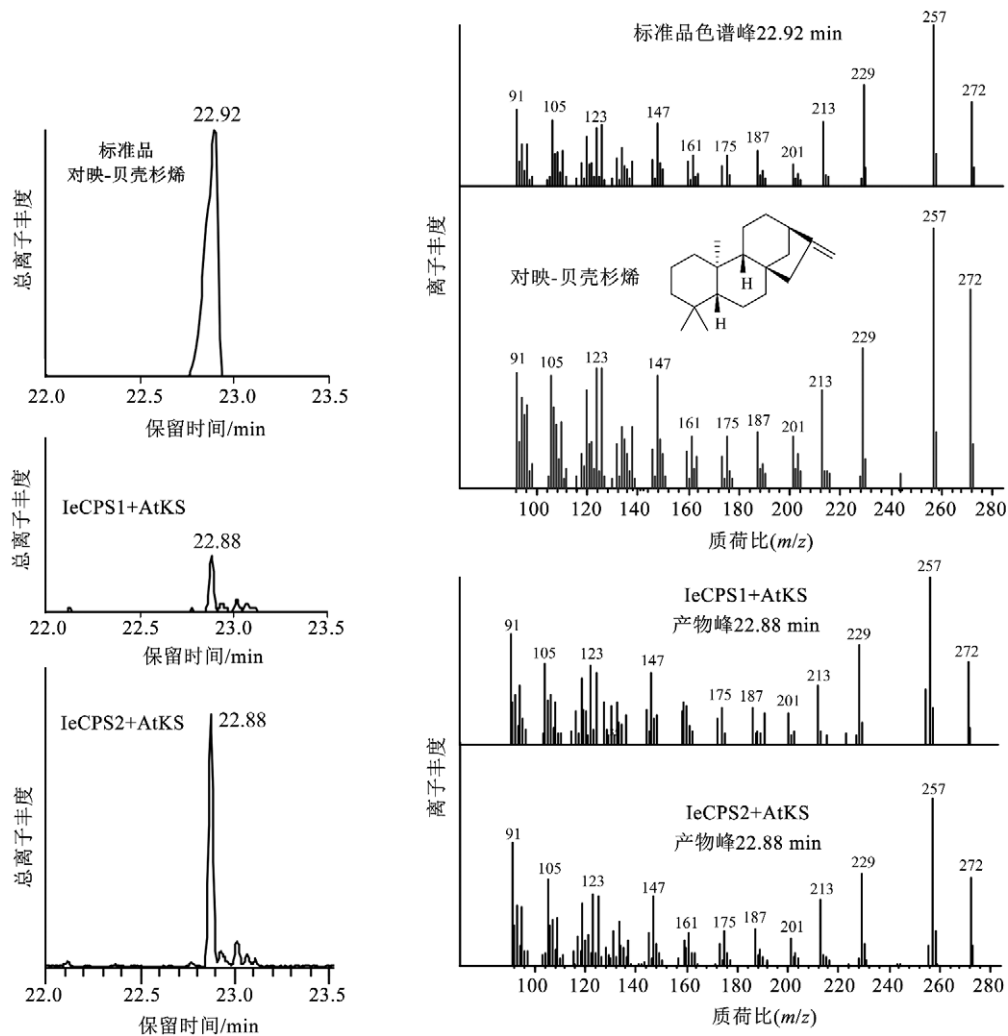 22.92
标准品
对映-贝壳杉烯
总离子丰度
22.0 22.5 23.0 23.5
保留时间/min
IeCPS1+AtKS
22.88
总离子丰度
22.0 22.5 23.0 23.5
保留时间/min
IeCPS2+AtKS
22.88
总离子丰度
22.0 22.5 23.0 23.5
保留时间/min
标准品色谱峰22.92 min
91 105 123 147 161 175 187 201 213 229 257 272
离子丰度
对映-贝壳杉烯
H
H
91 105 123 147 161 175 187 201 213 229 257 272
100 120 140 160 180 200 220 240 260 280
质荷比(m/z)
IeCPS1+AtKS
产物峰22.88 min
91 105 123 147 175 187 201 213 229 257 272
离子丰度
IeCPS2+AtKS
产物峰22.88 min
91 105 123 147 161 175 187 201 213 229 257 272
100 120 140 160 180 200 220 240 260 280
质荷比(m/z)